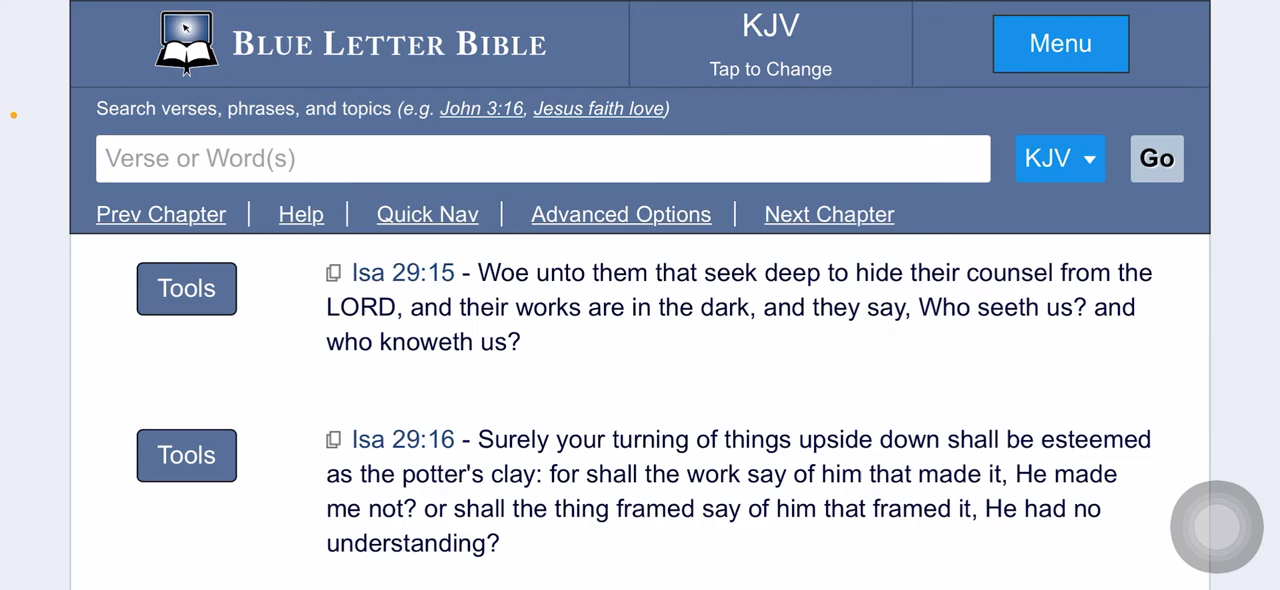 BLUE LETTER BIBLE
KJV
Tap to Change
Menu
Search verses, phrases, and topics (e.g. John 3:16, Jesus faith love)
Verse or Word(s)
KJV
Go
Prev Chapter | Help | Quick Nav | Advanced Options | Next Chapter
Tools
Isa 29:15 - Woe unto them that seek deep to hide their counsel from the
LORD, and their works are in the dark, and they say, Who seeth us? and
who knoweth us?
Tools
Isa 29:16 - Surely your turning of things upside down shall be esteemed
as the potter's clay: for shall the work say of him that made it, He made
me not? or shall the thing framed say of him that framed it, He had no
understanding?